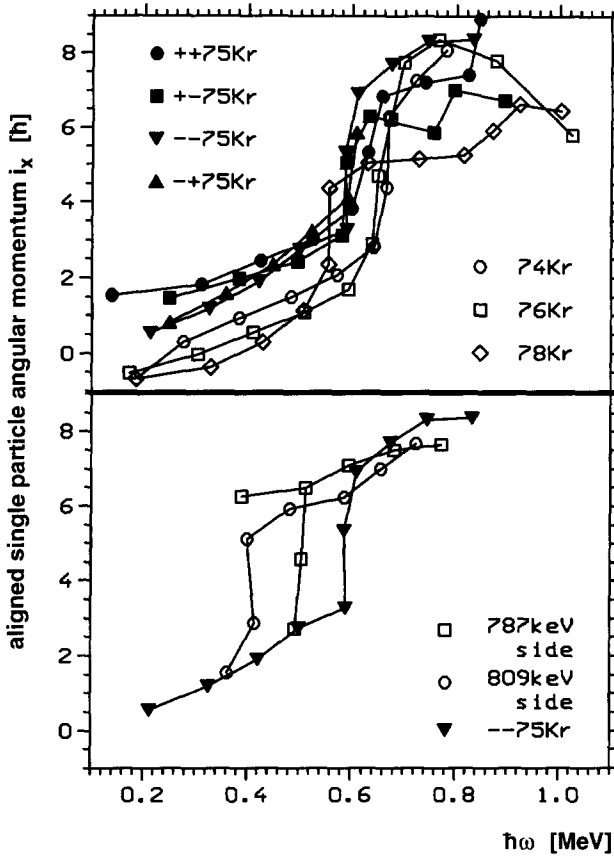 aligned single particle angular momentum iₓ [ħ]
8
6
4
2
0
++75Kr
+-75Kr
--75Kr
-+75Kr
74Kr
76Kr
78Kr
8
6
4
2
0
787keV
side
809keV
side
--75Kr
0.2 0.4 0.6 0.8 1.0
ħω [MeV]